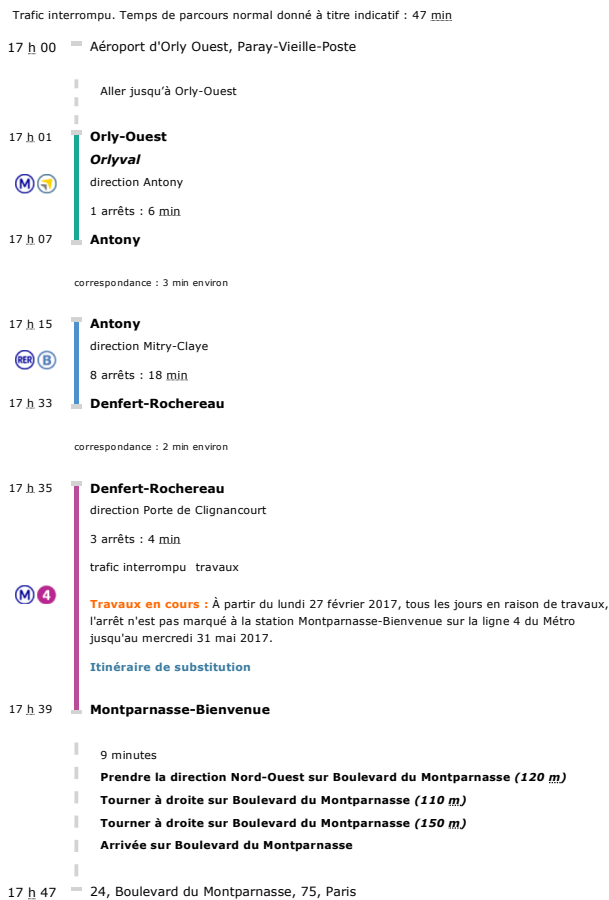 Trafic interrompu. Temps de parcours normal donné à titre indicatif : 47 min
17 h 00 Aéroport d'Orly Ouest, Paray-Vieille-Poste
Aller jusqu'à Orly-Ouest
17 h 01 Orly-Ouest
Orlyval
M direction Antony
1 arrêts : 6 min
17 h 07 Antony
correspondance : 3 min environ
17 h 15 Antony
direction Mitry-Claye
RER B
8 arrêts : 18 min
17 h 33 Denfert-Rochereau
correspondance : 2 min environ
17 h 35 Denfert-Rochereau
direction Porte de Clignancourt
3 arrêts : 4 min
trafic interrompu travaux
M 4
Travaux en cours : À partir du lundi 27 février 2017, tous les jours en raison de travaux,
l'arrêt n'est pas marqué à la station Montparnasse-Bienvenue sur la ligne 4 du Métro
jusqu'au mercredi 31 mai 2017.
Itinéraire de substitution
17 h 39 Montparnasse-Bienvenue
9 minutes
Prendre la direction Nord-Ouest sur Boulevard du Montparnasse (120 m)
Tourner à droite sur Boulevard du Montparnasse (110 m)
Tourner à droite sur Boulevard du Montparnasse (150 m)
Arrivée sur Boulevard du Montparnasse
17 h 47 24, Boulevard du Montparnasse, 75, Paris